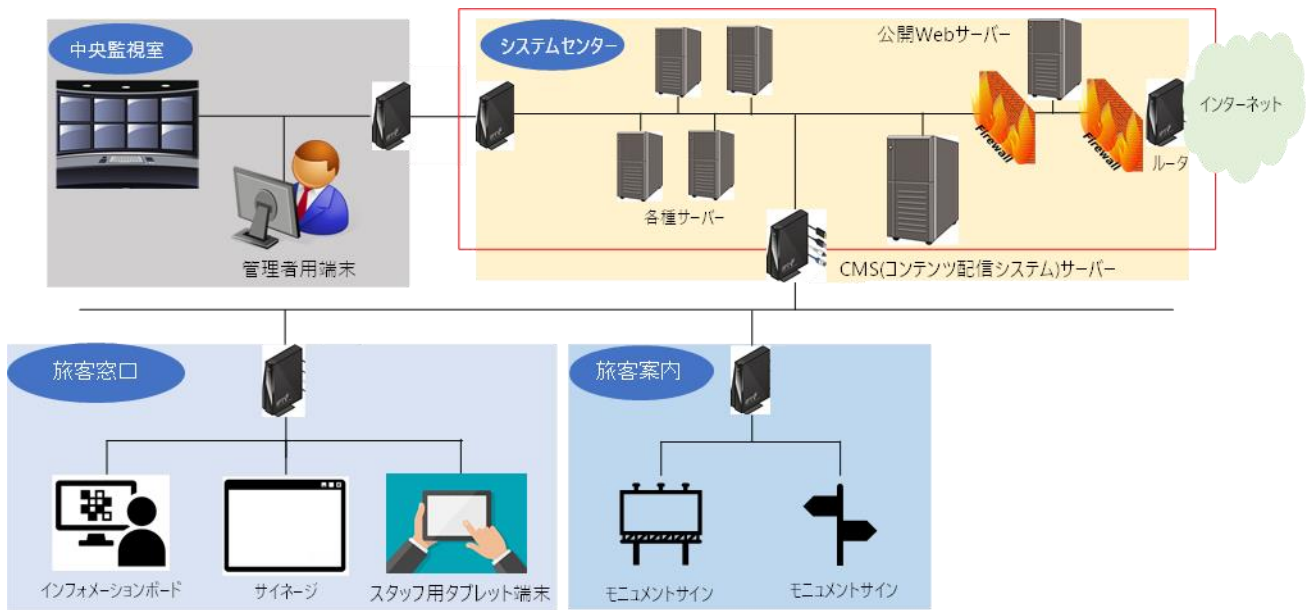 中央監視室
システムセンター
公開Webサーバー
インターネット
Firewall
Firewall
ルータ
各種サーバー
管理者用端末
CMS(コンテンツ配信システム)サーバー
旅客窓口
旅客案内
インフォメーションボード
サイネージ
スタッフ用タブレット端末
モニュメントサイン
モニュメントサイン